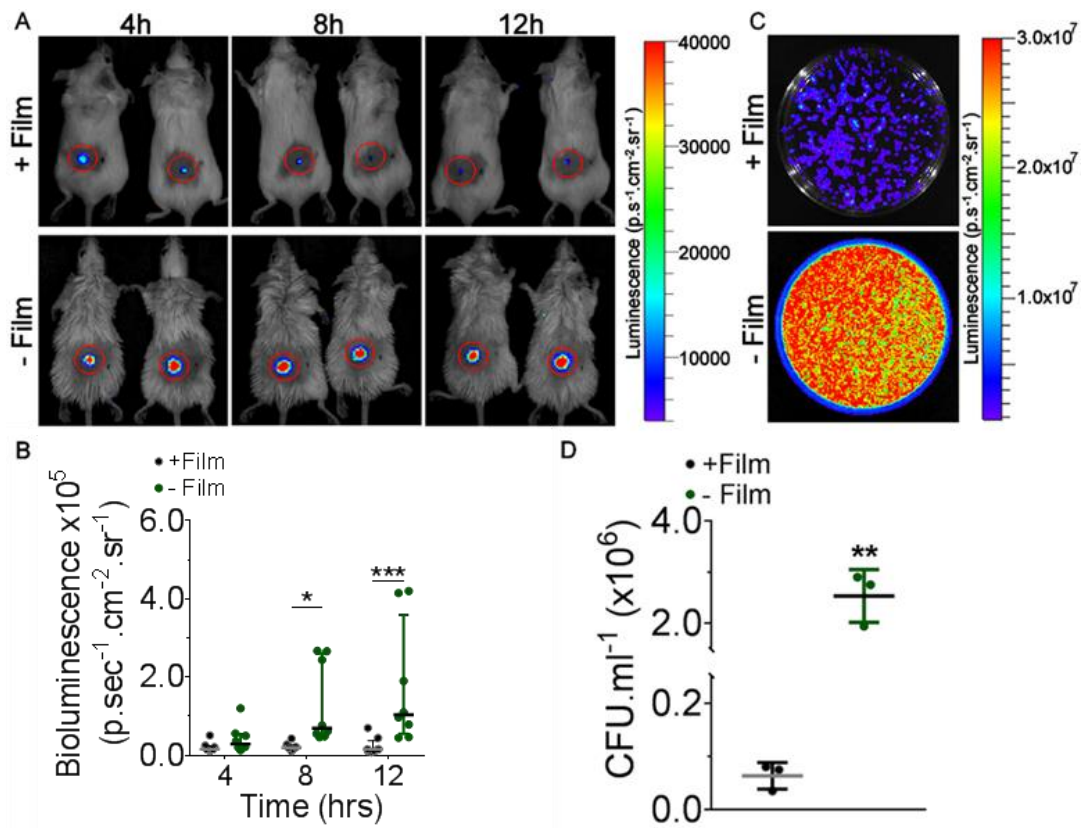 A
4h
8h
12h
+ Film
- Film
40000
30000
20000
10000
Luminescence (p.s⁻¹.cm⁻².sr⁻¹)
C
+ Film
- Film
3.0x10⁷
2.0x10⁷
1.0x10⁷
Luminescence (p.s⁻¹.cm⁻².sr⁻¹)
B
+Film
- Film
Bioluminescence x10⁵
(p.sec⁻¹.cm⁻².sr⁻¹)
6.0
4.0
2.0
0.0
*
***
4
8
12
Time (hrs)
D
+Film
- Film
CFU.ml⁻¹ (x10⁶)
4.0
2.0
0.2
0.0
**